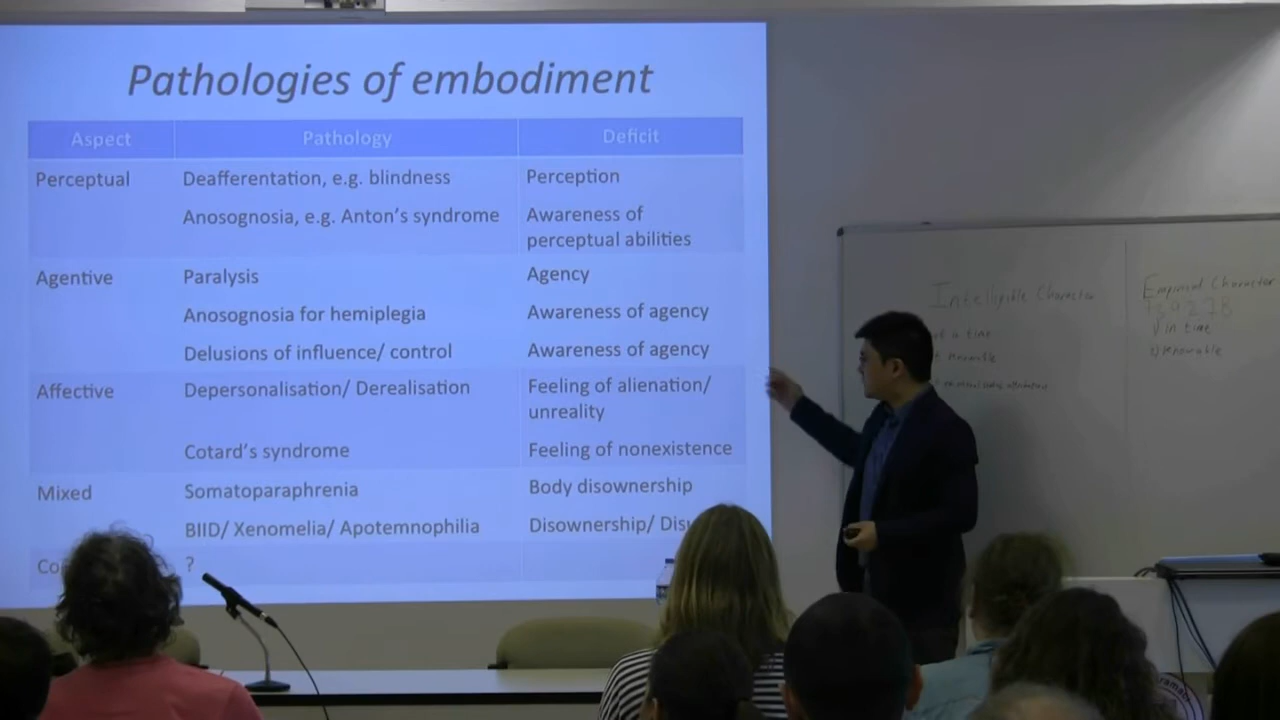 Pathologies of embodiment
Aspect Pathology Deficit
Perceptual Deafferentation, e.g. blindness Perception
Anosognosia, e.g. Anton's syndrome Awareness of
perceptual abilities
Agentive Paralysis Agency
Anosognosia for hemiplegia Awareness of agency
Delusions of influence/ control Awareness of agency
Affective Depersonalisation/ Derealisation Feeling of alienation/
unreality
Cotard's syndrome Feeling of nonexistence
Mixed Somatoparaphrenia Body disownership
BIID/ Xenomelia/ Apotemnophilia Disownership/
?
Intelligible Character
Empirical Character
in time